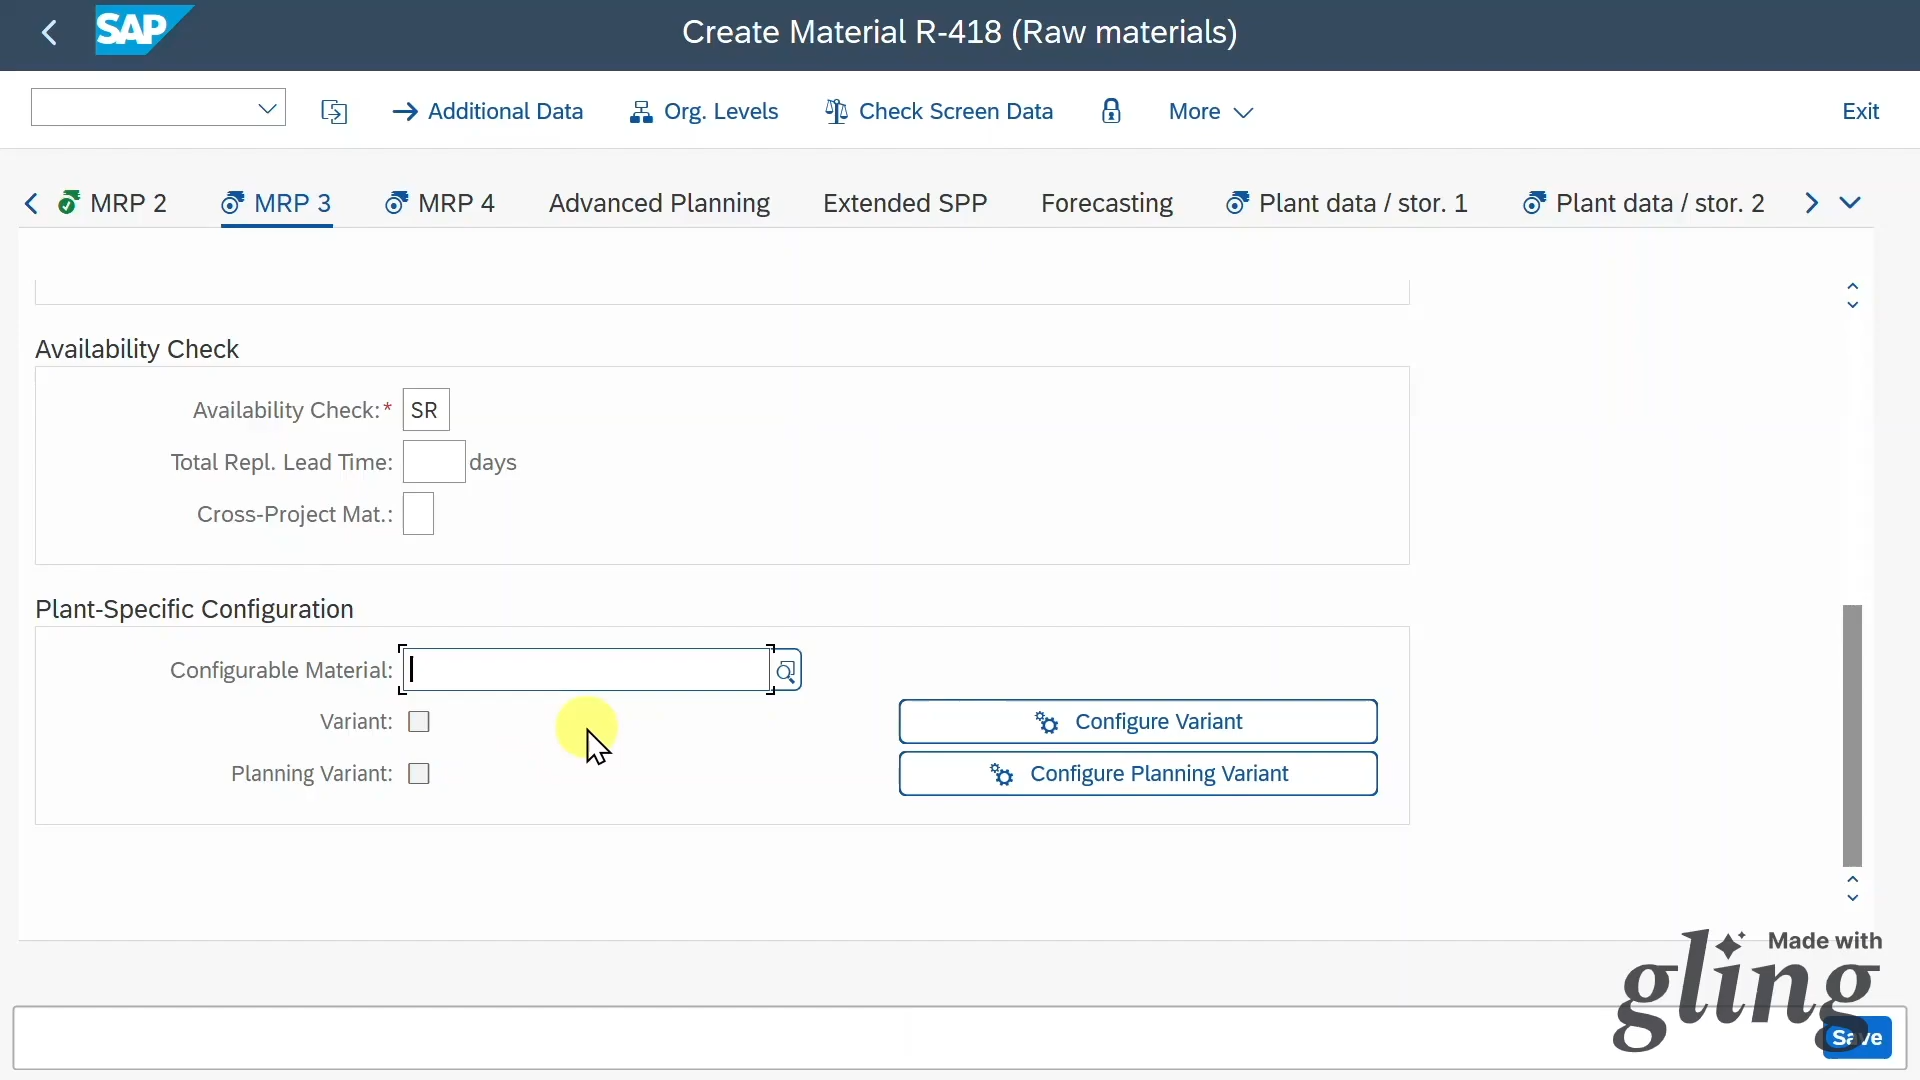 SAP
Create Material R-418 (Raw materials)
Additional Data
Org. Levels
Check Screen Data
More
Exit
MRP 2
MRP 3
MRP 4
Advanced Planning
Extended SPP
Forecasting
Plant data / stor. 1
Plant data / stor. 2
Availability Check
Availability Check:* SR
Total Repl. Lead Time: days
Cross-Project Mat.:
Plant-Specific Configuration
Configurable Material:
Variant:
Configure Variant
Planning Variant:
Configure Planning Variant
Made with
gling
Save